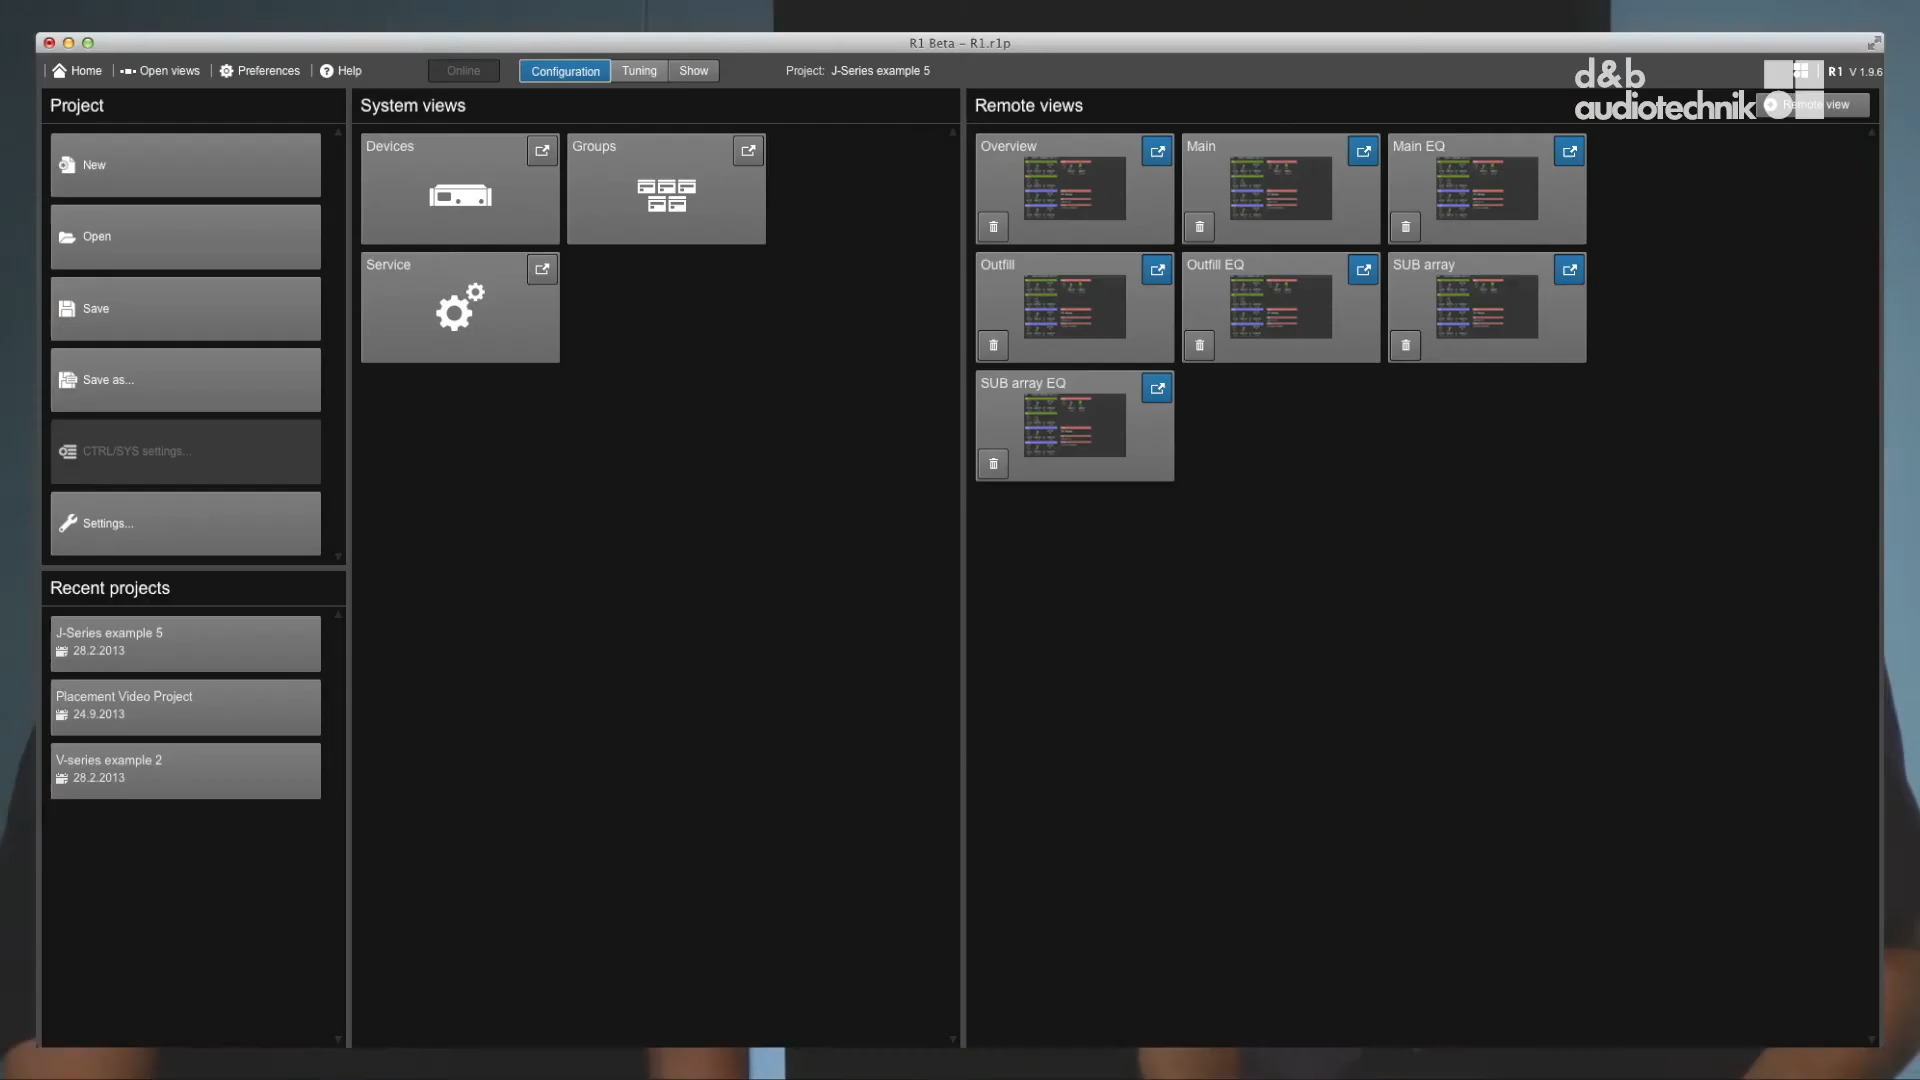 R1 Beta – R1.r1p
Home
Open views
Preferences
Help
Online
Configuration
Tuning
Show
Project: J-Series example 5
d&b
audiotechnik
R1 V 1.9.6
Project
System views
Remote views
Remote view
New
Open
Save
Save as...
CTRL/SYS settings...
Settings...
Recent projects
J-Series example 5
28.2.2013
Placement Video Project
24.9.2013
V-series example 2
28.2.2013
Devices
Groups
Service
Overview
Main
Main EQ
Outfill
Outfill EQ
SUB array
SUB array EQ